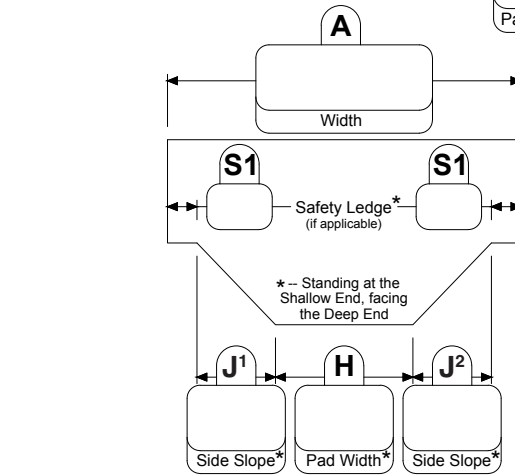 A
Width
S1
S1
Safety Ledge*
(if applicable)
* -- Standing at the
Shallow End, facing
the Deep End
J¹
H
J²
Side Slope*
Pad Width*
Side Slope*